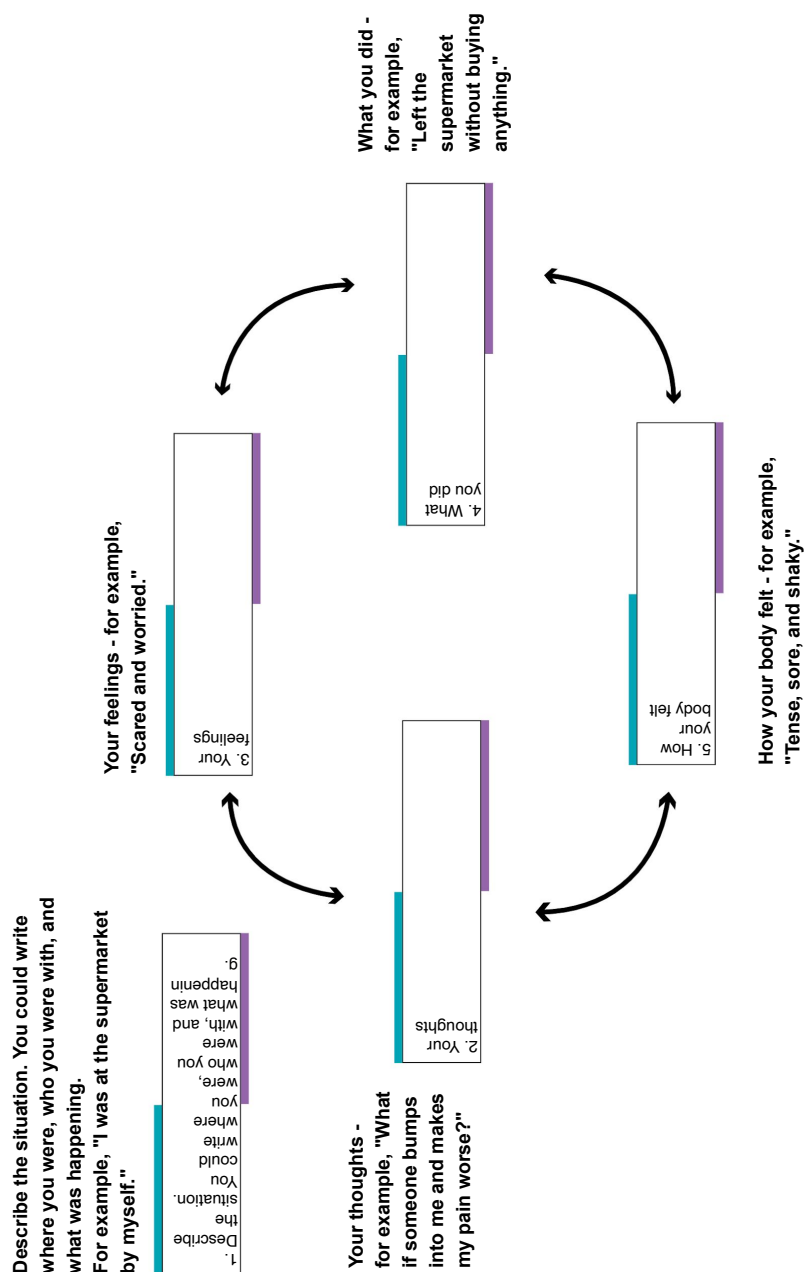 Describe the situation. You could write
where you were, who you were with, and
what was happening.
For example, "I was at the supermarket
by myself."
1.
Describe
the
situation.
You
could
write
where
you
were,
who you
were
with, and
what was
happenin
g.
Your thoughts -
for example, "What
if someone bumps
into me and makes
my pain worse?"
2. Your
thoughts
Your feelings - for example,
"Scared and worried."
3. Your
feelings
What you did -
for example,
"Left the
supermarket
without buying
anything."
4. What
you did
5. How
your
body felt
How your body felt - for example,
"Tense, sore, and shaky."